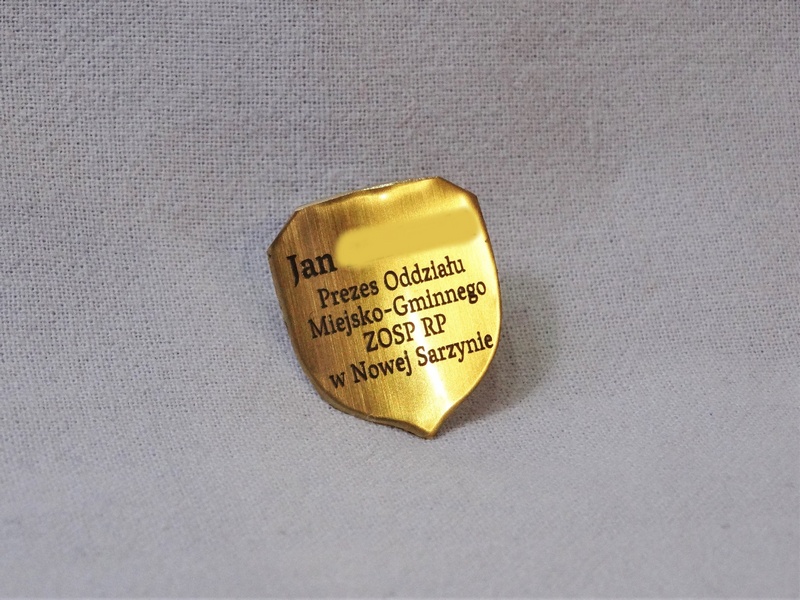 Jan
Prezes Oddziału
Miejsko-Gminnego
ZOSP RP
w Nowej Sarzynie